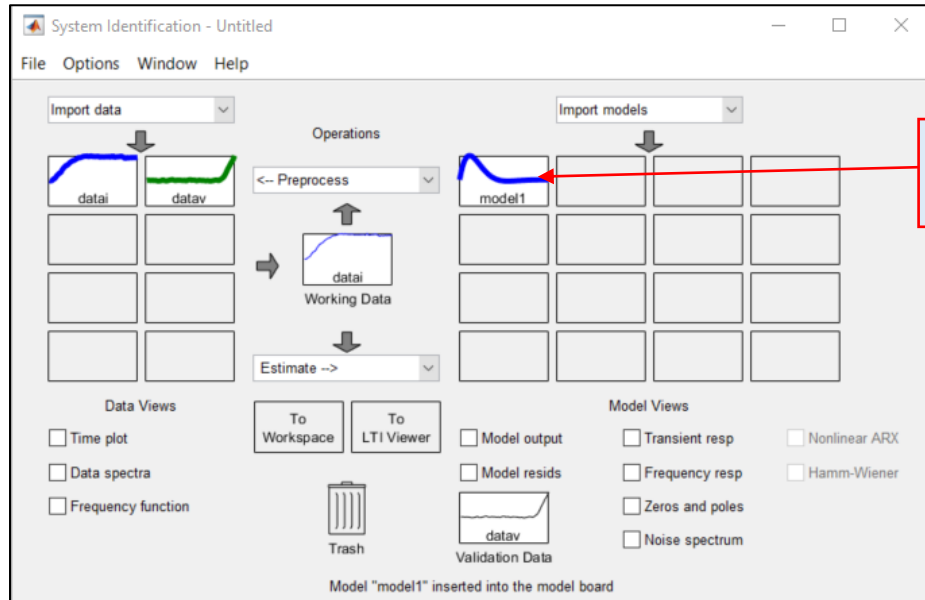 System Identification - Untitled
File Options Window Help
Import data
Import models
Operations
<-- Preprocess
datai
datav
model1
datai
Working Data
Estimate -->
Data Views
Model Views
To Workspace
To LTI Viewer
Time plot
Data spectra
Frequency function
Model output
Model resids
Transient resp
Frequency resp
Zeros and poles
Noise spectrum
Nonlinear ARX
Hamm-Wiener
Trash
datav
Validation Data
Model "model1" inserted into the model board